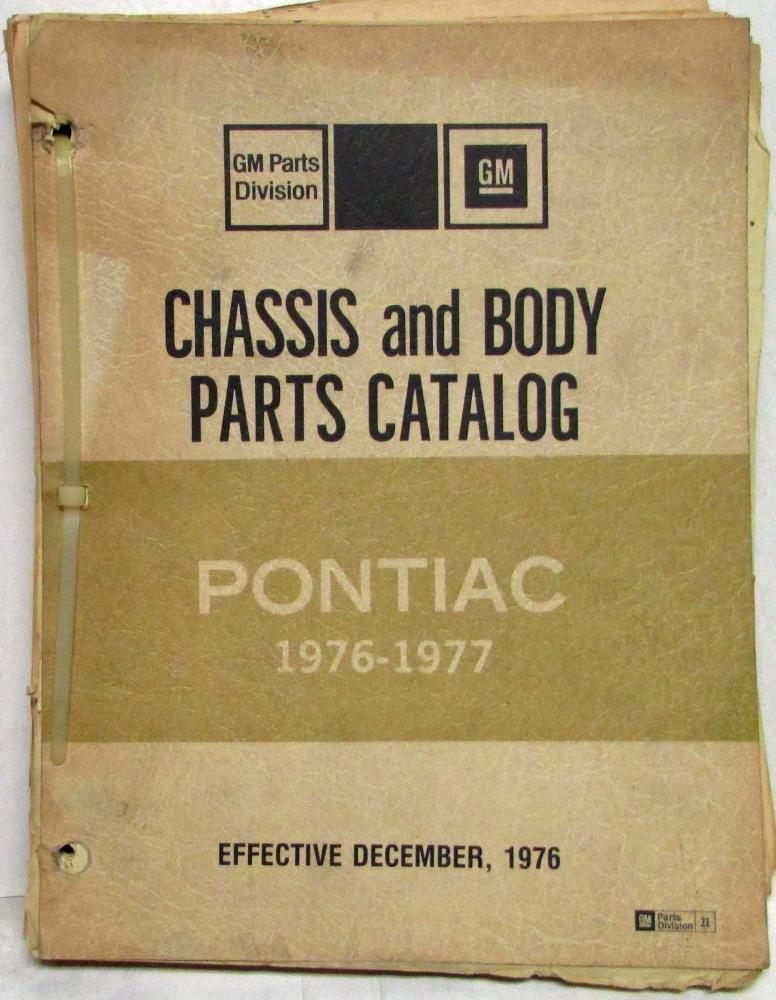 GM Parts
Division
GM
CHASSIS and BODY
PARTS CATALOG
PONTIAC
1976-1977
EFFECTIVE DECEMBER, 1976
GM Parts
Division 21